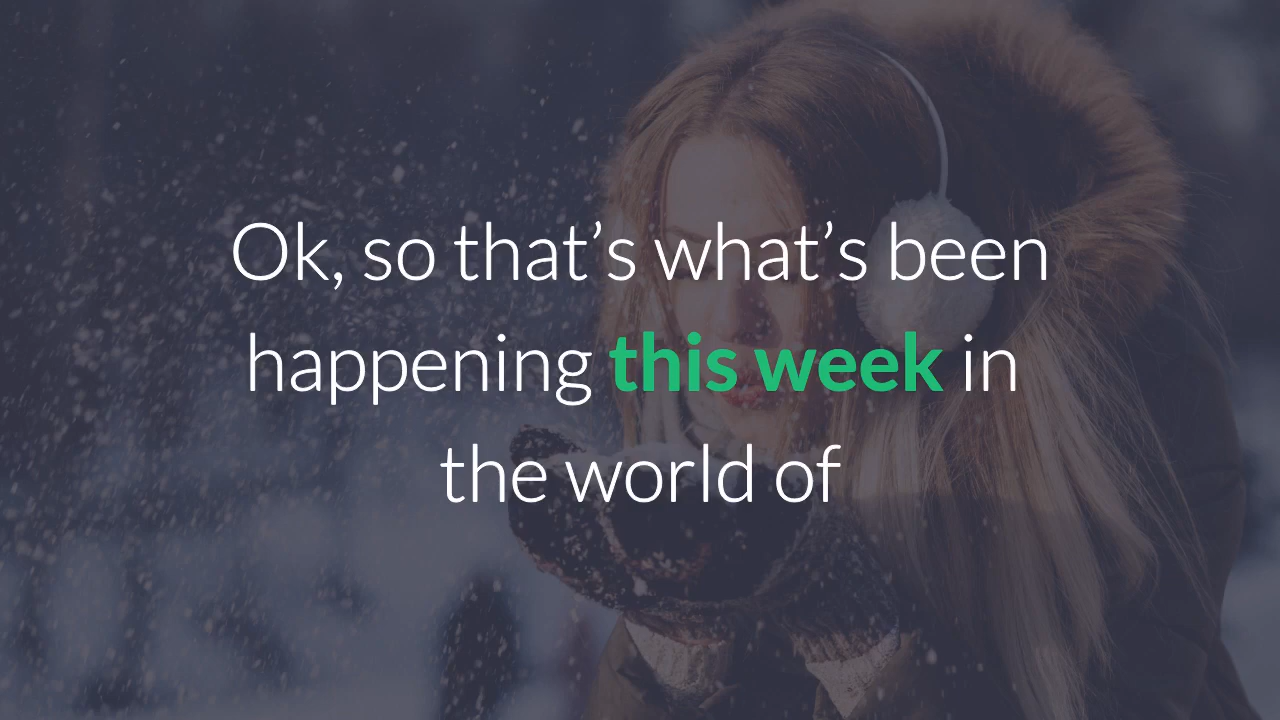 Ok, so that’s what’s been
happening this week in
the world of